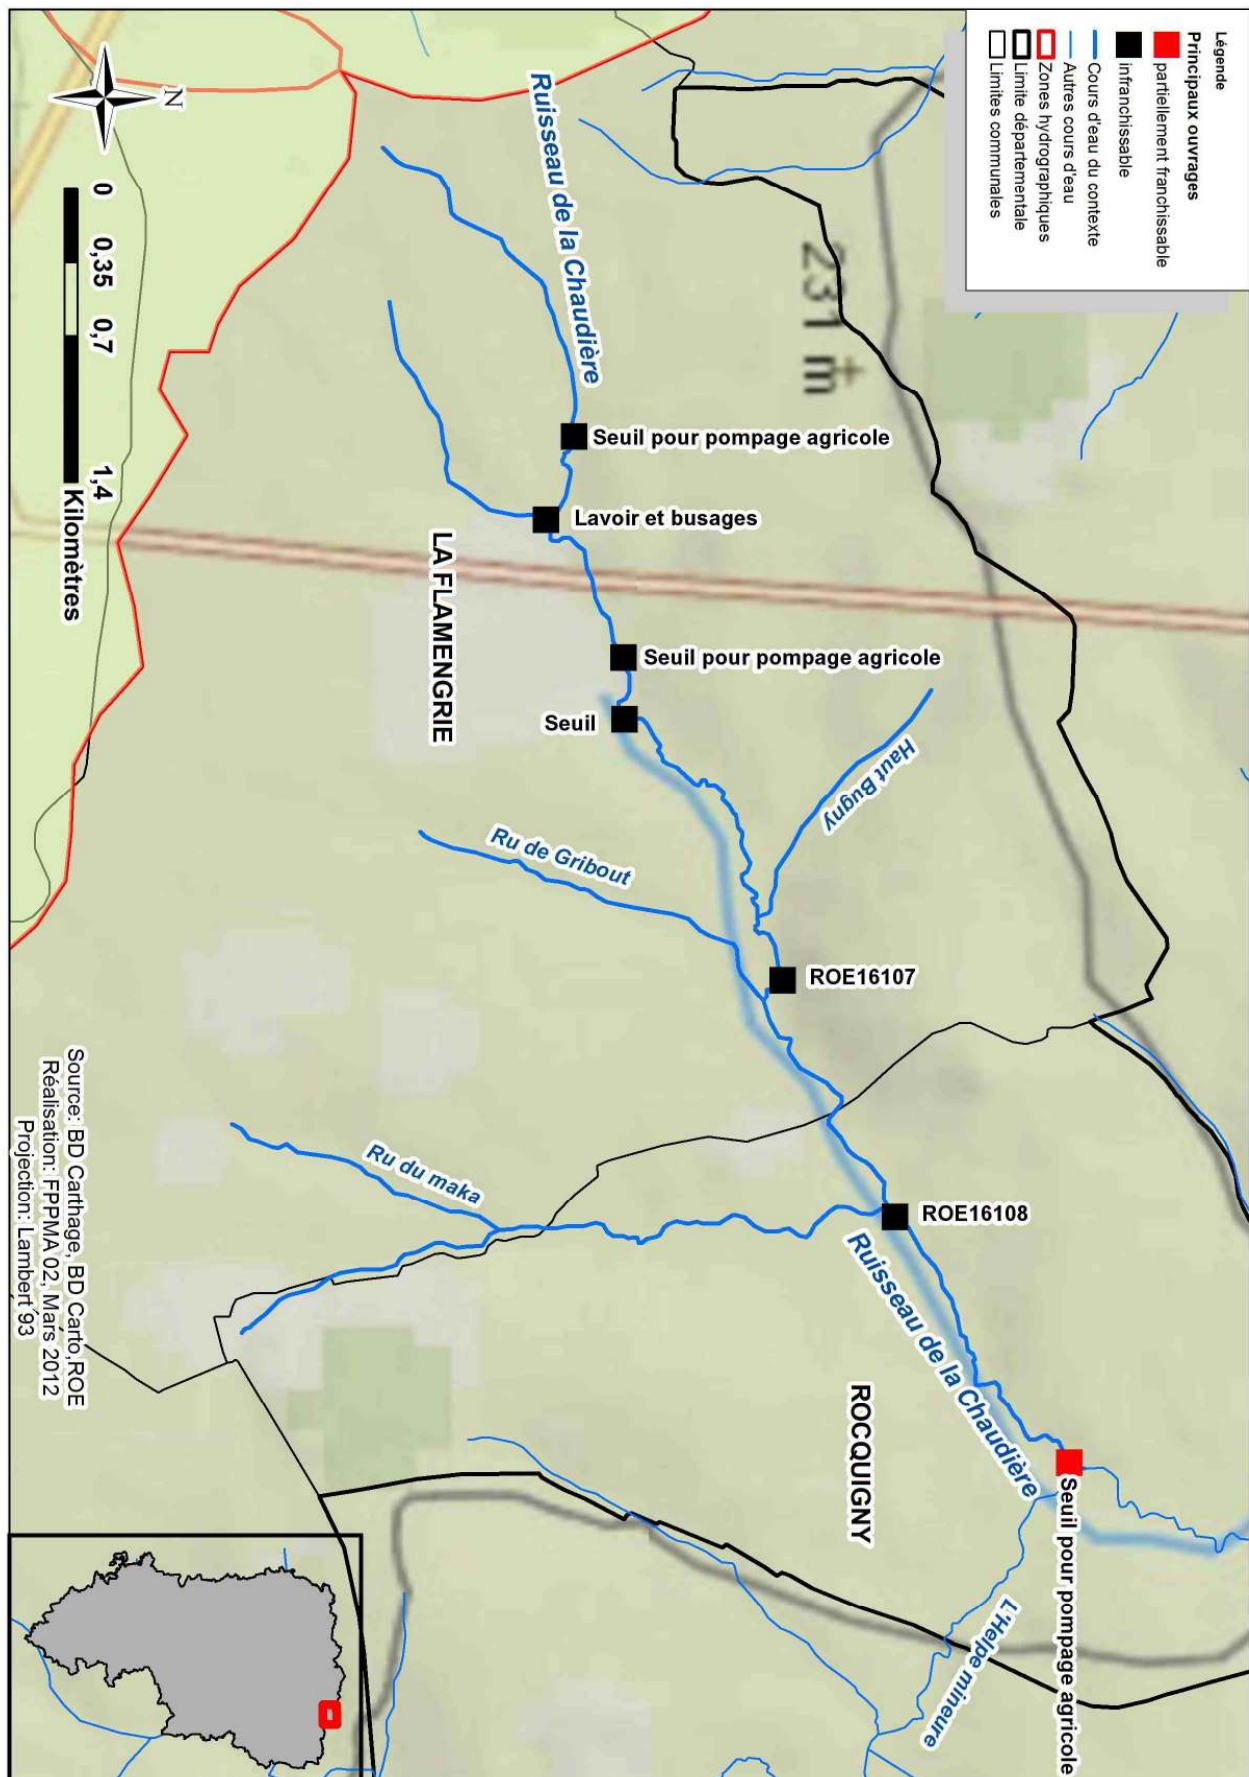 Légende
Principaux ouvrages
partiellement franchissable
infranchissable
Cours d'eau du contexte
Autres cours d'eau
Zones hydrographiques
Limite départementale
Limites communales
231 m
Ruisseau de la Chaudière
Seuil pour pompage agricole
Lavoir et busages
LA FLAMENGRIE
Seuil pour pompage agricole
Seuil
Haut Bugny
Ru de Gribout
ROE16107
ROE16108
Ru du maka
Ruisseau de la Chaudière
ROCQUIGNY
Seuil pour pompage agricole
L'Helpe mineure
N
0 0,35 0,7 1,4
Kilomètres
Source: BD Carthage, BD Carto,ROE
Réalisation: FPPMA 02, Mars 2012
Projection: Lambert 93